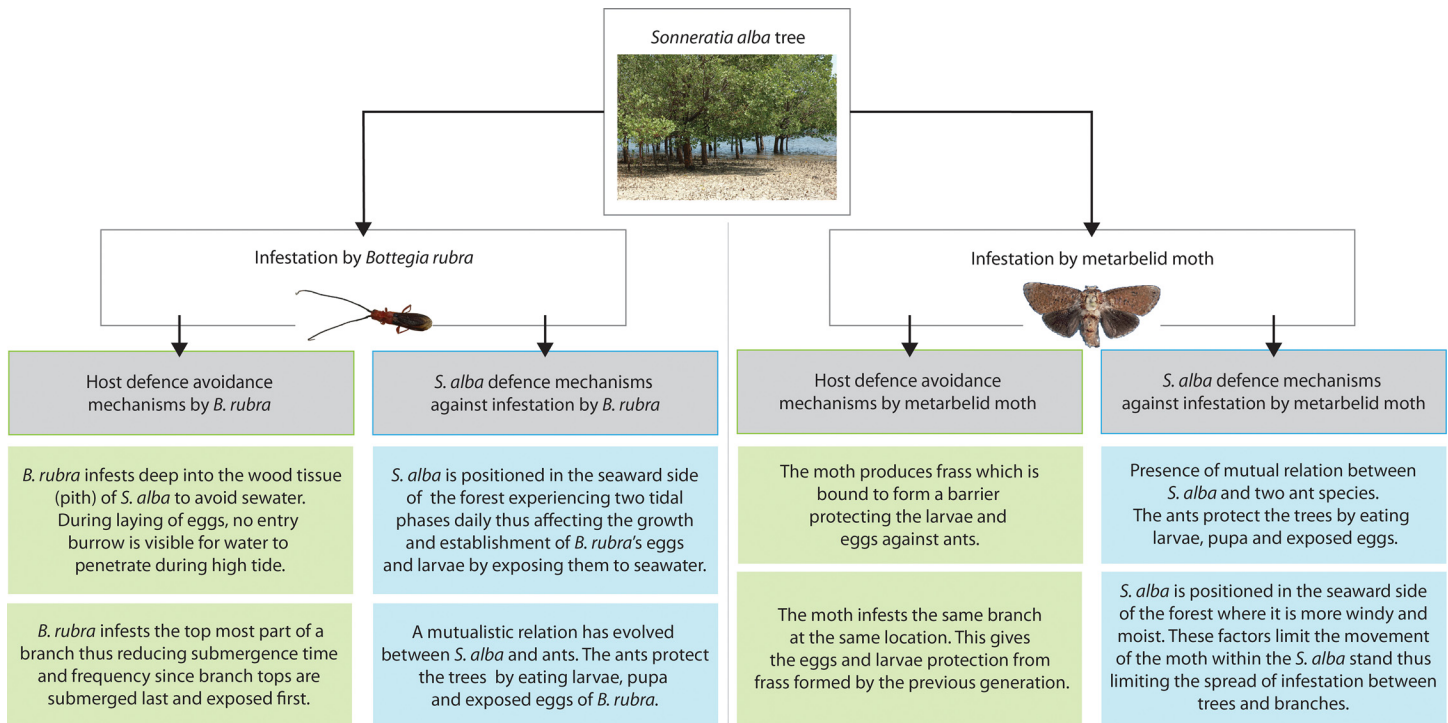 Sonneratia alba tree
Infestation by Bottegia rubra
Infestation by metarbelid moth
Host defence avoidance
mechanisms by B. rubra
S. alba defence mechanisms
against infestation by B. rubra
Host defence avoidance
mechanisms by metarbelid moth
S. alba defence mechanisms
against infestation by metarbelid moth
B. rubra infests deep into the wood tissue
(pith) of S. alba to avoid sewater.
During laying of eggs, no entry
burrow is visible for water to
penetrate during high tide.
S. alba is positioned in the seaward side
of the forest experiencing two tidal
phases daily thus affecting the growth
and establishment of B. rubra's eggs
and larvae by exposing them to seawater.
The moth produces frass which is
bound to form a barrier
protecting the larvae and
eggs against ants.
Presence of mutual relation between
S. alba and two ant species.
The ants protect the trees by eating
larvae, pupa and exposed eggs.
B. rubra infests the top most part of a
branch thus reducing submergence time
and frequency since branch tops are
submerged last and exposed first.
A mutualistic relation has evolved
between S. alba and ants. The ants protect
the trees by eating larvae, pupa
and exposed eggs of B. rubra.
The moth infests the same branch
at the same location. This gives
the eggs and larvae protection from
frass formed by the previous generation.
S. alba is positioned in the seaward side
of the forest where it is more windy and
moist. These factors limit the movement
of the moth within the S. alba stand thus
limiting the spread of infestation between
trees and branches.